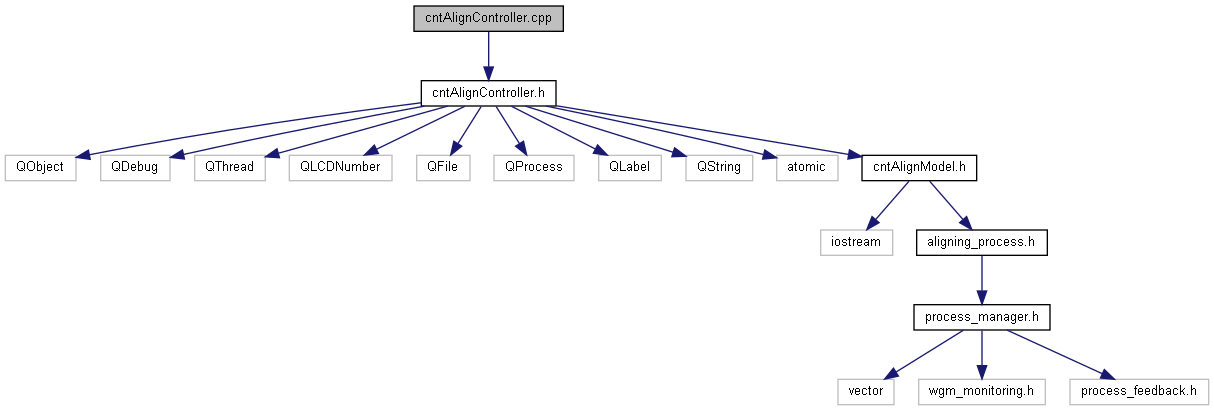 cntAlignController.cpp
cntAlignController.h
QObject
QDebug
QThread
QLCDNumber
QFile
QProcess
QLabel
QString
atomic
cntAlignModel.h
iostream
aligning_process.h
process_manager.h
vector
wgm_monitoring.h
process_feedback.h